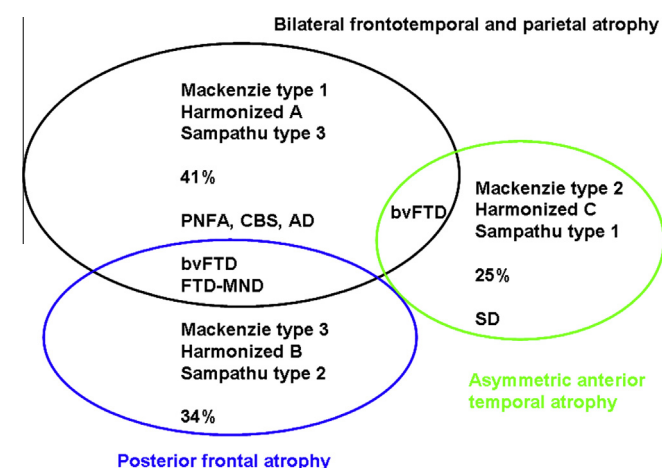 Bilateral frontotemporal and parietal atrophy
Mackenzie type 1
Harmonized A
Sampathu type 3
41%
PNFA, CBS, AD
bvFTD
FTD-MND
bvFTD
Mackenzie type 2
Harmonized C
Sampathu type 1
25%
SD
Asymmetric anterior
temporal atrophy
Mackenzie type 3
Harmonized B
Sampathu type 2
34%
Posterior frontal atrophy